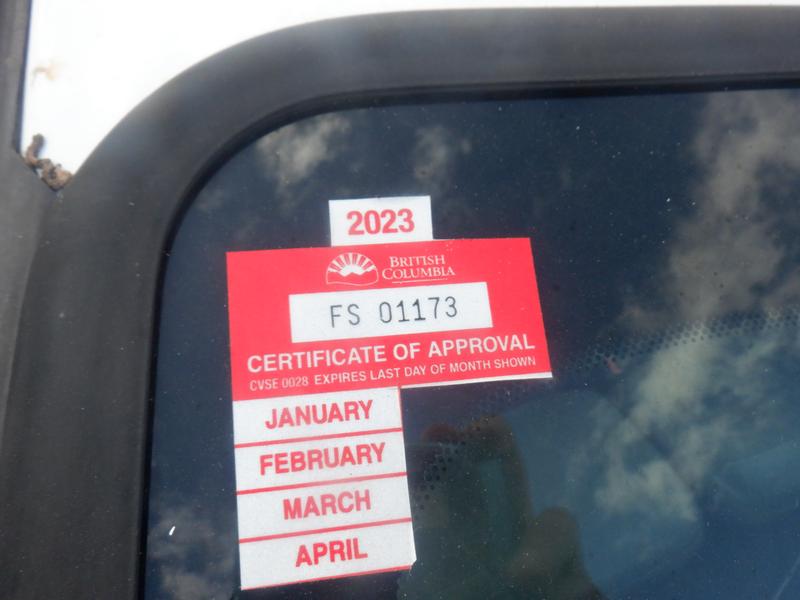 2023
BRITISH
COLUMBIA
FS 01173
CERTIFICATE OF APPROVAL
CVSE 0028 EXPIRES LAST DAY OF MONTH SHOWN
JANUARY
FEBRUARY
MARCH
APRIL